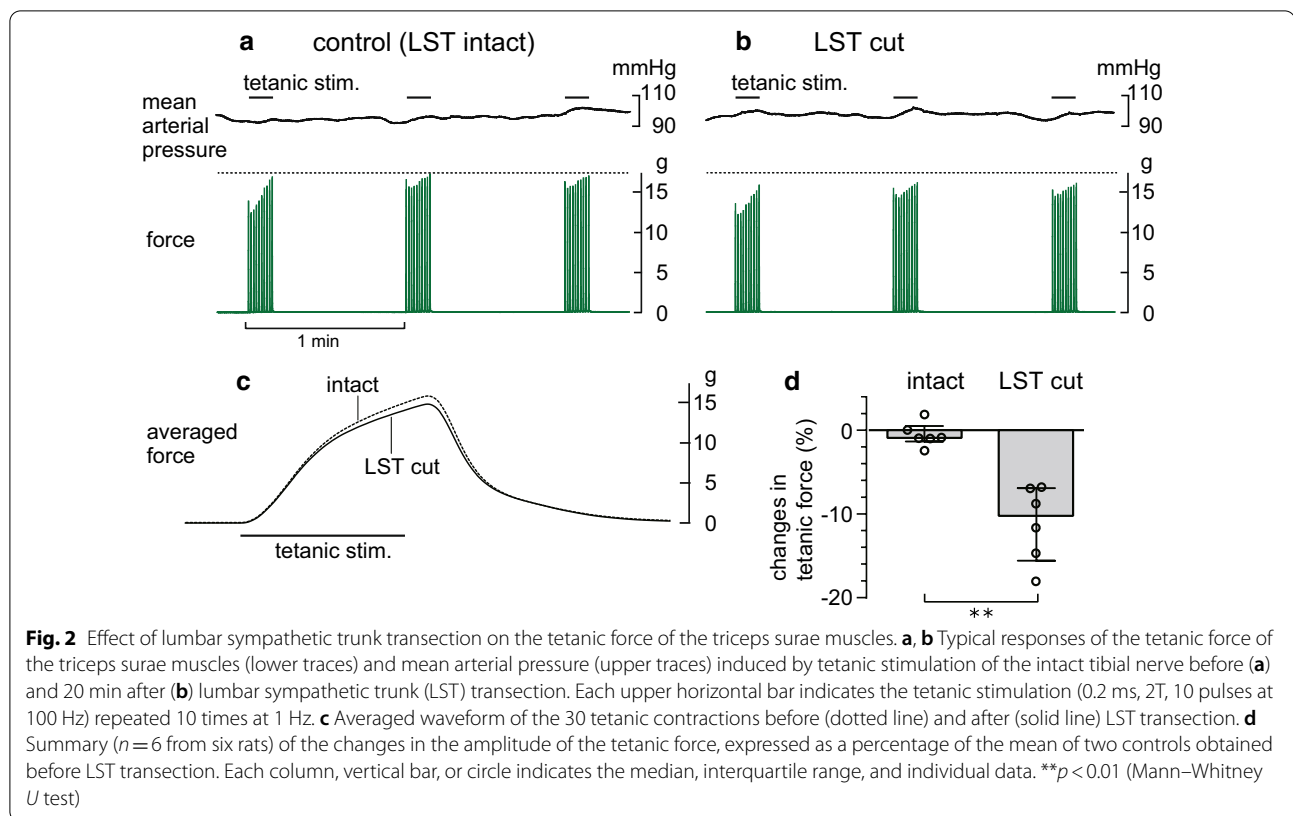 a control (LST intact)
b LST cut
tetanic stim.
mmHg
110
90
mean
arterial
pressure
tetanic stim.
mmHg
110
90
g
15
10
5
0
force
1 min
g
15
10
5
0
c
intact
LST cut
averaged
force
g
15
10
5
0
tetanic stim.
d
intact LST cut
0
-10
-20
changes in
tetanic force (%)
**
Fig. 2 Effect of lumbar sympathetic trunk transection on the tetanic force of the triceps surae muscles. a, b Typical responses of the tetanic force of
the triceps surae muscles (lower traces) and mean arterial pressure (upper traces) induced by tetanic stimulation of the intact tibial nerve before (a)
and 20 min after (b) lumbar sympathetic trunk (LST) transection. Each upper horizontal bar indicates the tetanic stimulation (0.2 ms, 2T, 10 pulses at
100 Hz) repeated 10 times at 1 Hz. c Averaged waveform of the 30 tetanic contractions before (dotted line) and after (solid line) LST transection. d
Summary (n = 6 from six rats) of the changes in the amplitude of the tetanic force, expressed as a percentage of the mean of two controls obtained
before LST transection. Each column, vertical bar, or circle indicates the median, interquartile range, and individual data. **p < 0.01 (Mann–Whitney
U test)